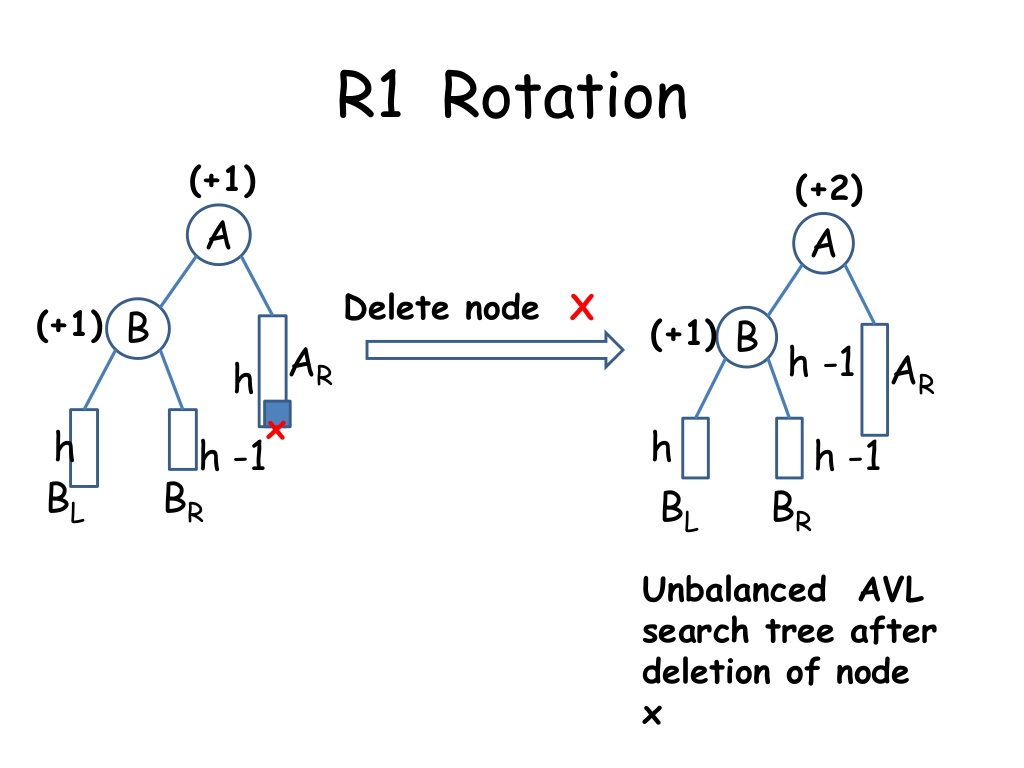 R1 Rotation
(+1)
A
(+1) B
h A_R
x
h
h -1
B_L B_R
Delete node X
(+2)
A
(+1) B
h -1 A_R
h
h -1
B_L B_R
Unbalanced AVL
search tree after
deletion of node
x